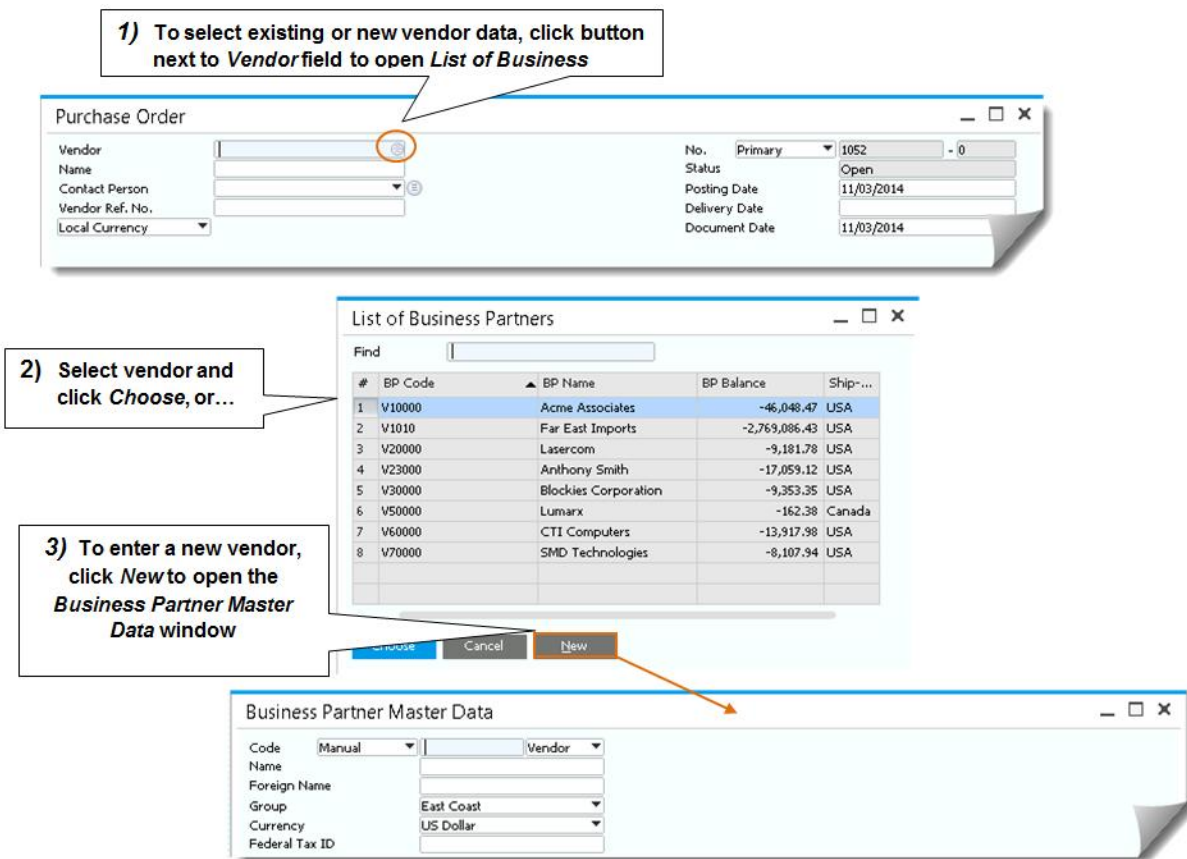 1) To select existing or new vendor data, click button
next to Vendor field to open List of Business
Purchase Order
Vendor
Name
Contact Person
Vendor Ref. No.
Local Currency
No. Primary 1052 - 0
Status Open
Posting Date 11/03/2014
Delivery Date
Document Date 11/03/2014
2) Select vendor and
click Choose, or…
List of Business Partners
Find
# BP Code BP Name BP Balance Ship-...
1 V10000 Acme Associates -46,048.47 USA
2 V1010 Far East Imports -2,769,086.43 USA
3 V20000 Lasercom -9,181.78 USA
4 V23000 Anthony Smith -17,059.12 USA
5 V30000 Blockies Corporation -9,353.35 USA
6 V50000 Lumarx -162.38 Canada
7 V60000 CTI Computers -13,917.98 USA
8 V70000 SMD Technologies -8,107.94 USA
Choose Cancel New
3) To enter a new vendor,
click New to open the
Business Partner Master
Data window
Business Partner Master Data
Code Manual Vendor
Name
Foreign Name
Group East Coast
Currency US Dollar
Federal Tax ID